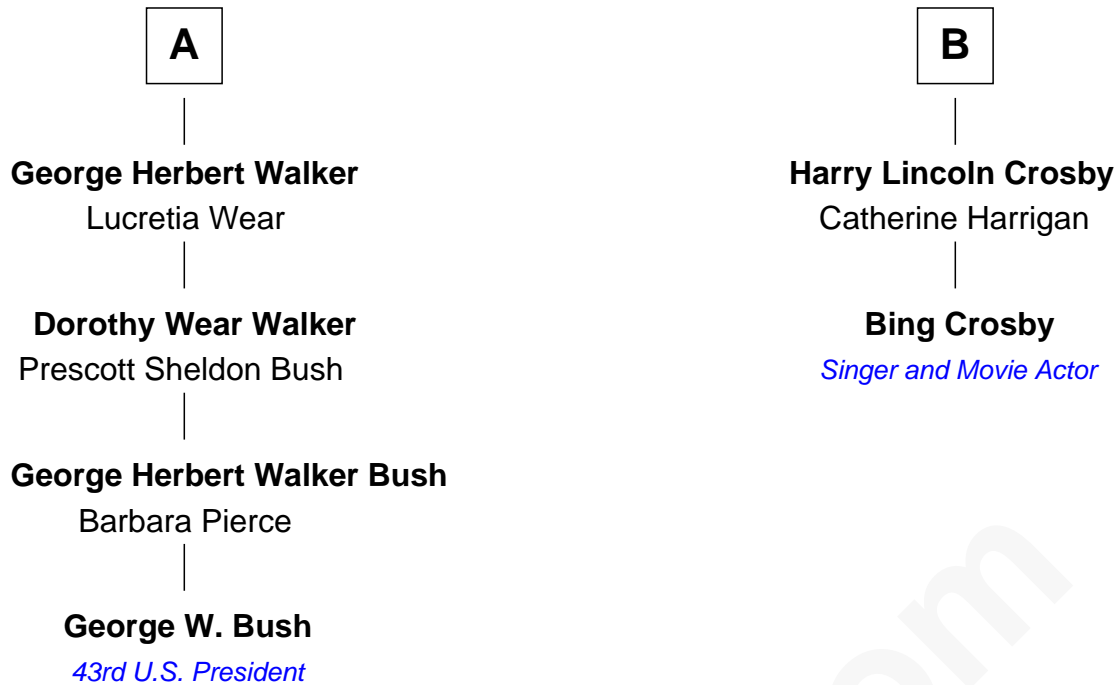 A
George Herbert Walker
Lucretia Wear
Dorothy Wear Walker
Prescott Sheldon Bush
George Herbert Walker Bush
Barbara Pierce
George W. Bush
43rd U.S. President
B
Harry Lincoln Crosby
Catherine Harrigan
Bing Crosby
Singer and Movie Actor
om